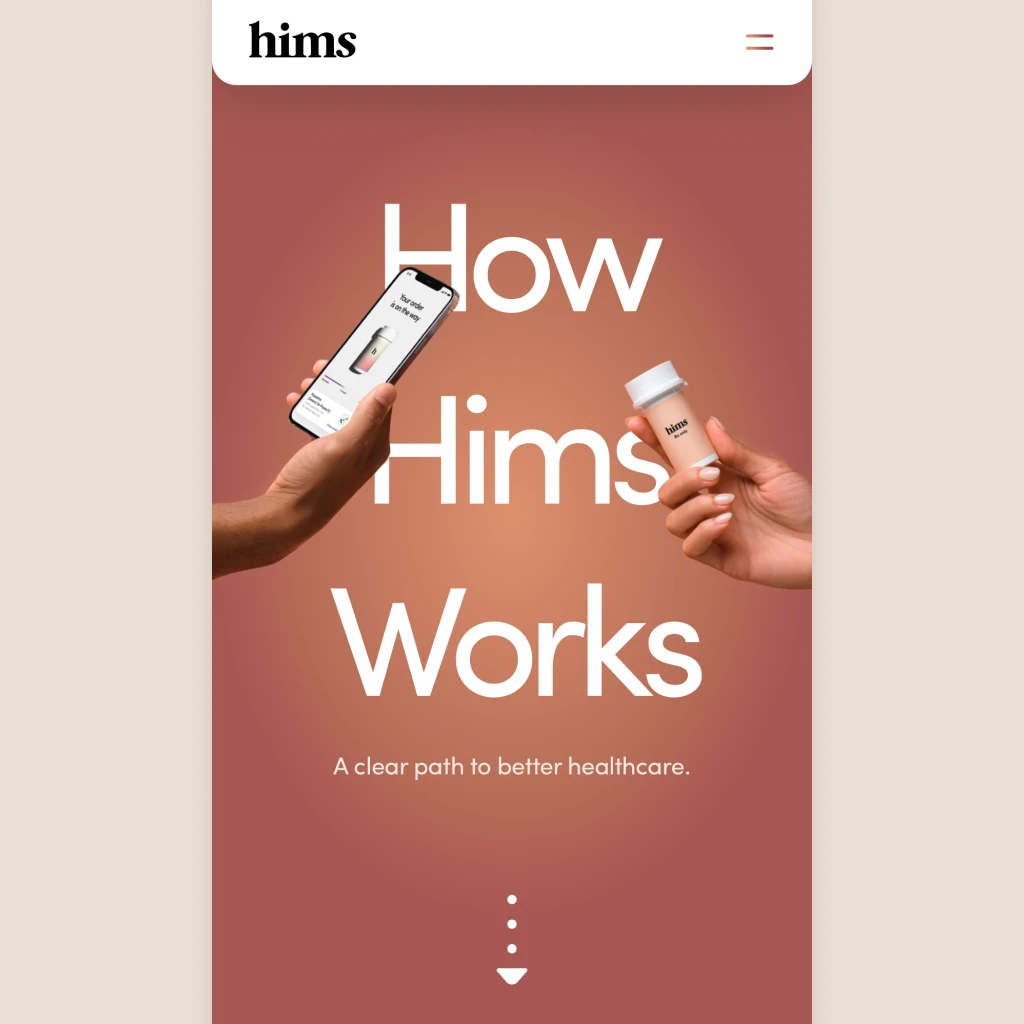 hims
How
Your order
is on the way
h
Hims
hims
Works
A clear path to better healthcare.